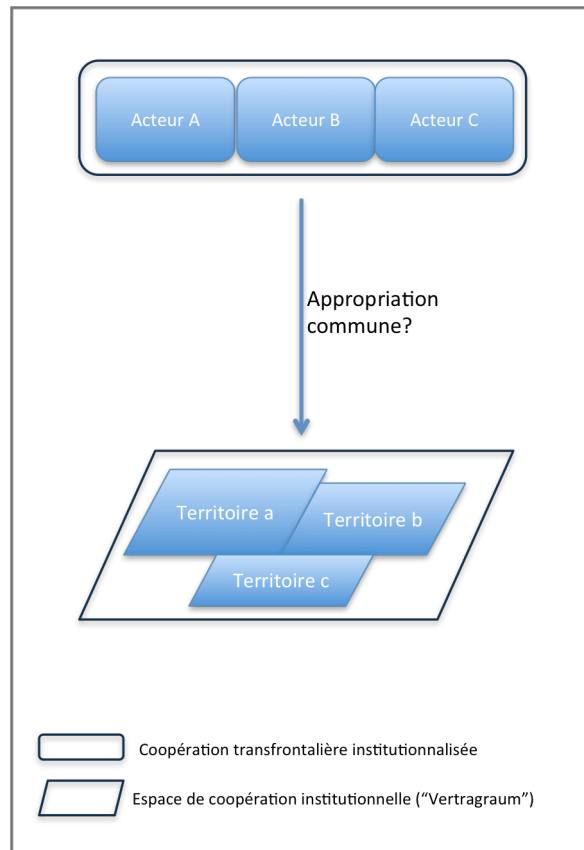 Acteur A Acteur B Acteur C
Appropriation
commune?
Territoire a
Territoire b
Territoire c
Coopération transfrontalière institutionnalisée
Espace de coopération institutionnelle (“Vertragraum”)